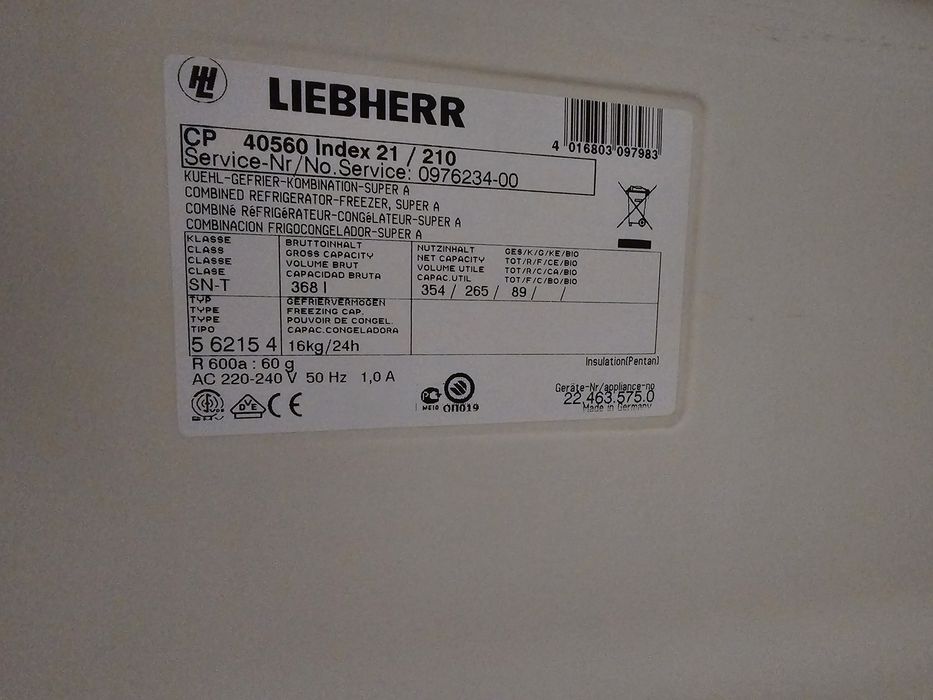 LIEBHERR
4 016803 097983
CP 40560 Index 21 / 210
Service-Nr/No.Service: 0976234-00
KUEHL-GEFRIER-KOMBINATION-SUPER A
COMBINED REFRIGERATOR-FREEZER, SUPER A
COMBINé RéFRIGéRATEUR-CONGéLATEUR-SUPER A
COMBINACION FRIGOCONGELADOR-SUPER A
KLASSE
CLASS
CLASSE
CLASE
SN-T
BRUTTOINHALT
GROSS CAPACITY
VOLUME BRUT
CAPACIDAD BRUTA
368 l
NUTZINHALT
NET CAPACITY
VOLUME UTILE
CAPAC.UTIL
GES/K/G/KE/BIO
TOT/R/F/CE/BIO
TOT/R/C/CA/BIO
TOT/F/C/BO/BIO
354 / 265 / 89 / /
TYP
TYPE
TYPE
TIPO
5 6215 4
GEFRIERVERMOGEN
FREEZING CAP.
POUVOIR DE CONGEL.
CAPAC.CONGELADORA
16kg/24h
R 600a : 60 g
AC 220-240 V 50 Hz 1,0 A
Insulation(Pentan)
Geräte-Nr/appliance-no
22.463.575.0
Made in Germany
DVE
CE
ME10
ОП019